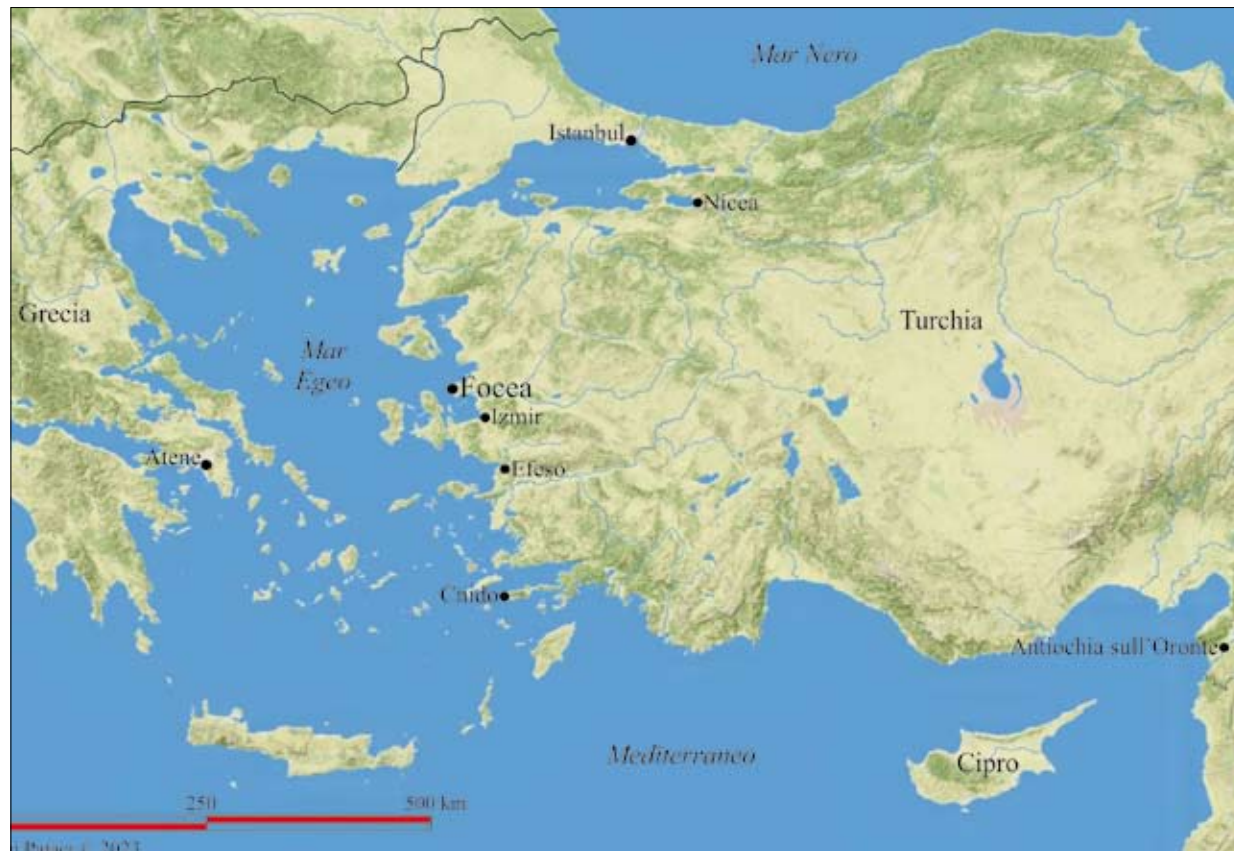 Mar Nero
Istanbul
Nicea
Grecia
Turchia
Mar
Egeo
Focea
Izmir
Atene
Efeso
Cnido
Antiochia sull'Oronte
Mediterraneo
Cipro
250
500 km
2023